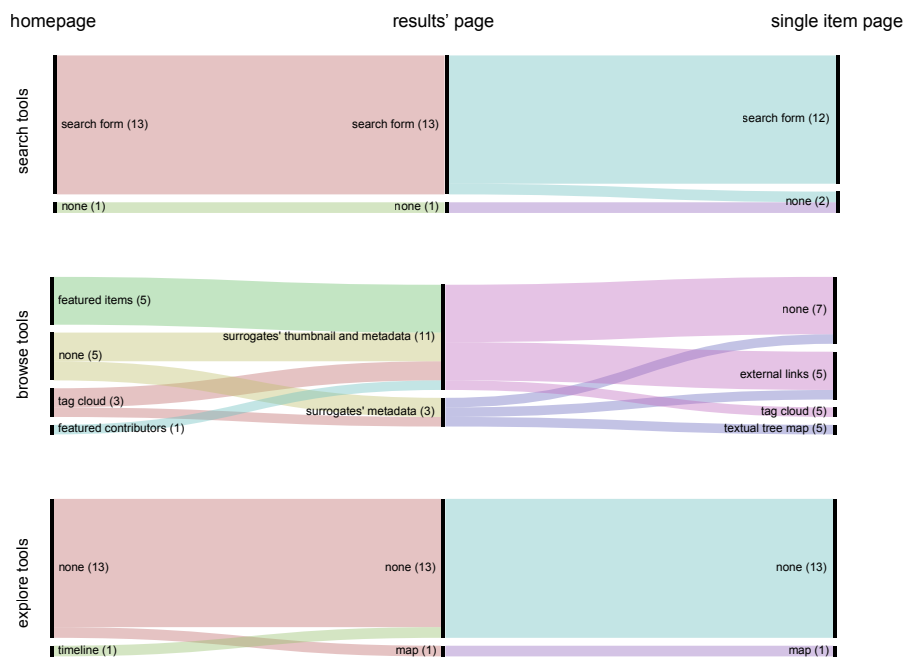 homepage results’ page single item page
search tools
search form (13) search form (13) search form (12)
none (1) none (1) none (2)
browse tools
featured items (5) none (7)
surrogates' thumbnail and metadata (11)
none (5)
external links (5)
tag cloud (3) surrogates' metadata (3) tag cloud (5)
featured contributors (1) textual tree map (5)
explore tools
none (13) none (13) none (13)
timeline (1) map (1) map (1)